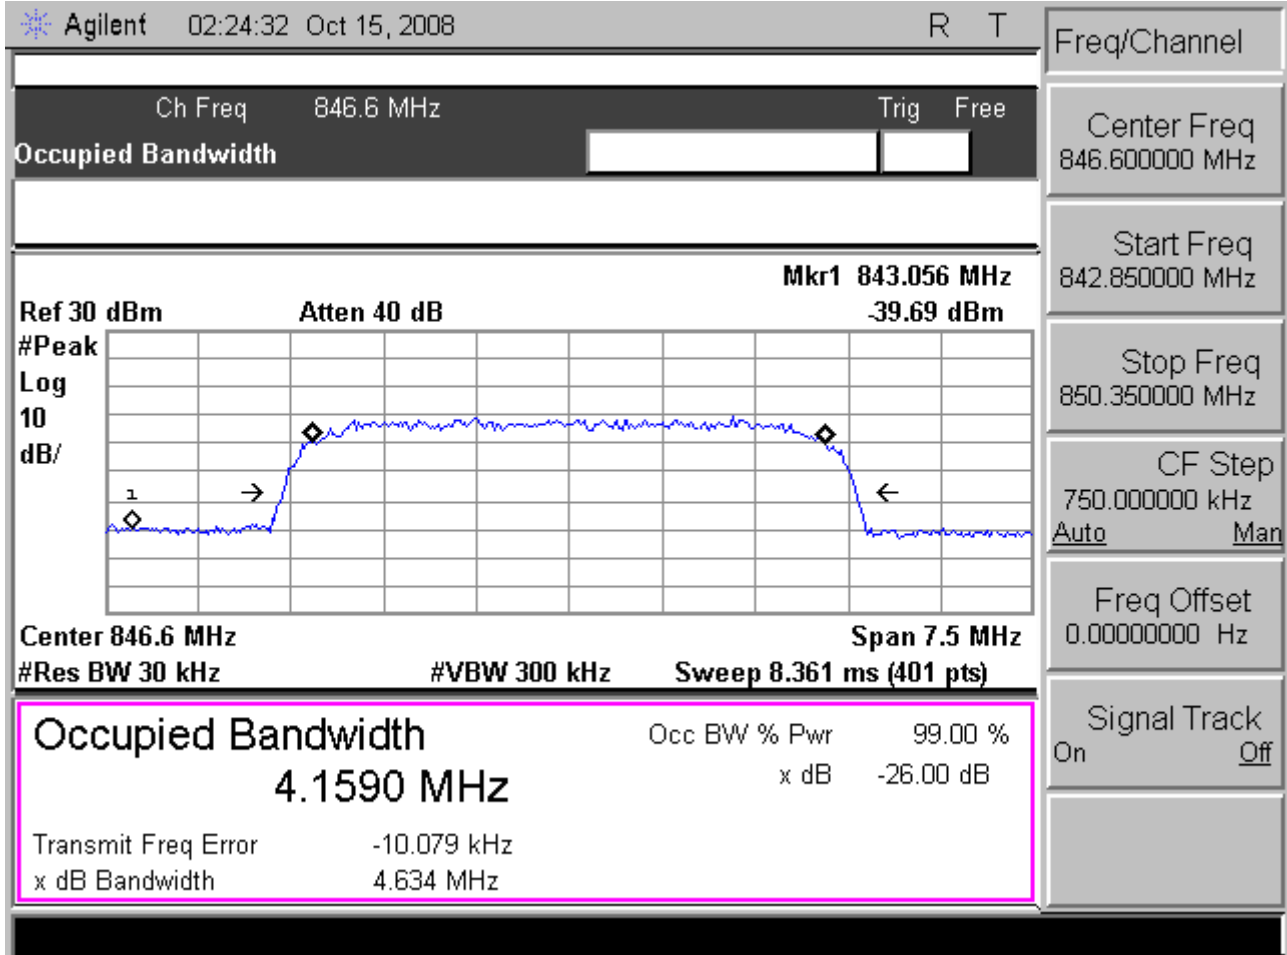 Agilent 02:24:32 Oct 15, 2008 R T
Freq/Channel
Ch Freq 846.6 MHz Trig Free
Occupied Bandwidth
Center Freq
846.600000 MHz
Start Freq
842.850000 MHz
Stop Freq
850.350000 MHz
CF Step
750.000000 kHz
Auto Man
Freq Offset
0.00000000 Hz
Signal Track
On Off
Mkr1 843.056 MHz
Ref 30 dBm Atten 40 dB -39.69 dBm
#Peak
Log
10
dB/
1
Center 846.6 MHz Span 7.5 MHz
#Res BW 30 kHz #VBW 300 kHz Sweep 8.361 ms (401 pts)
Occupied Bandwidth
4.1590 MHz
Occ BW % Pwr 99.00 %
x dB -26.00 dB
Transmit Freq Error -10.079 kHz
x dB Bandwidth 4.634 MHz